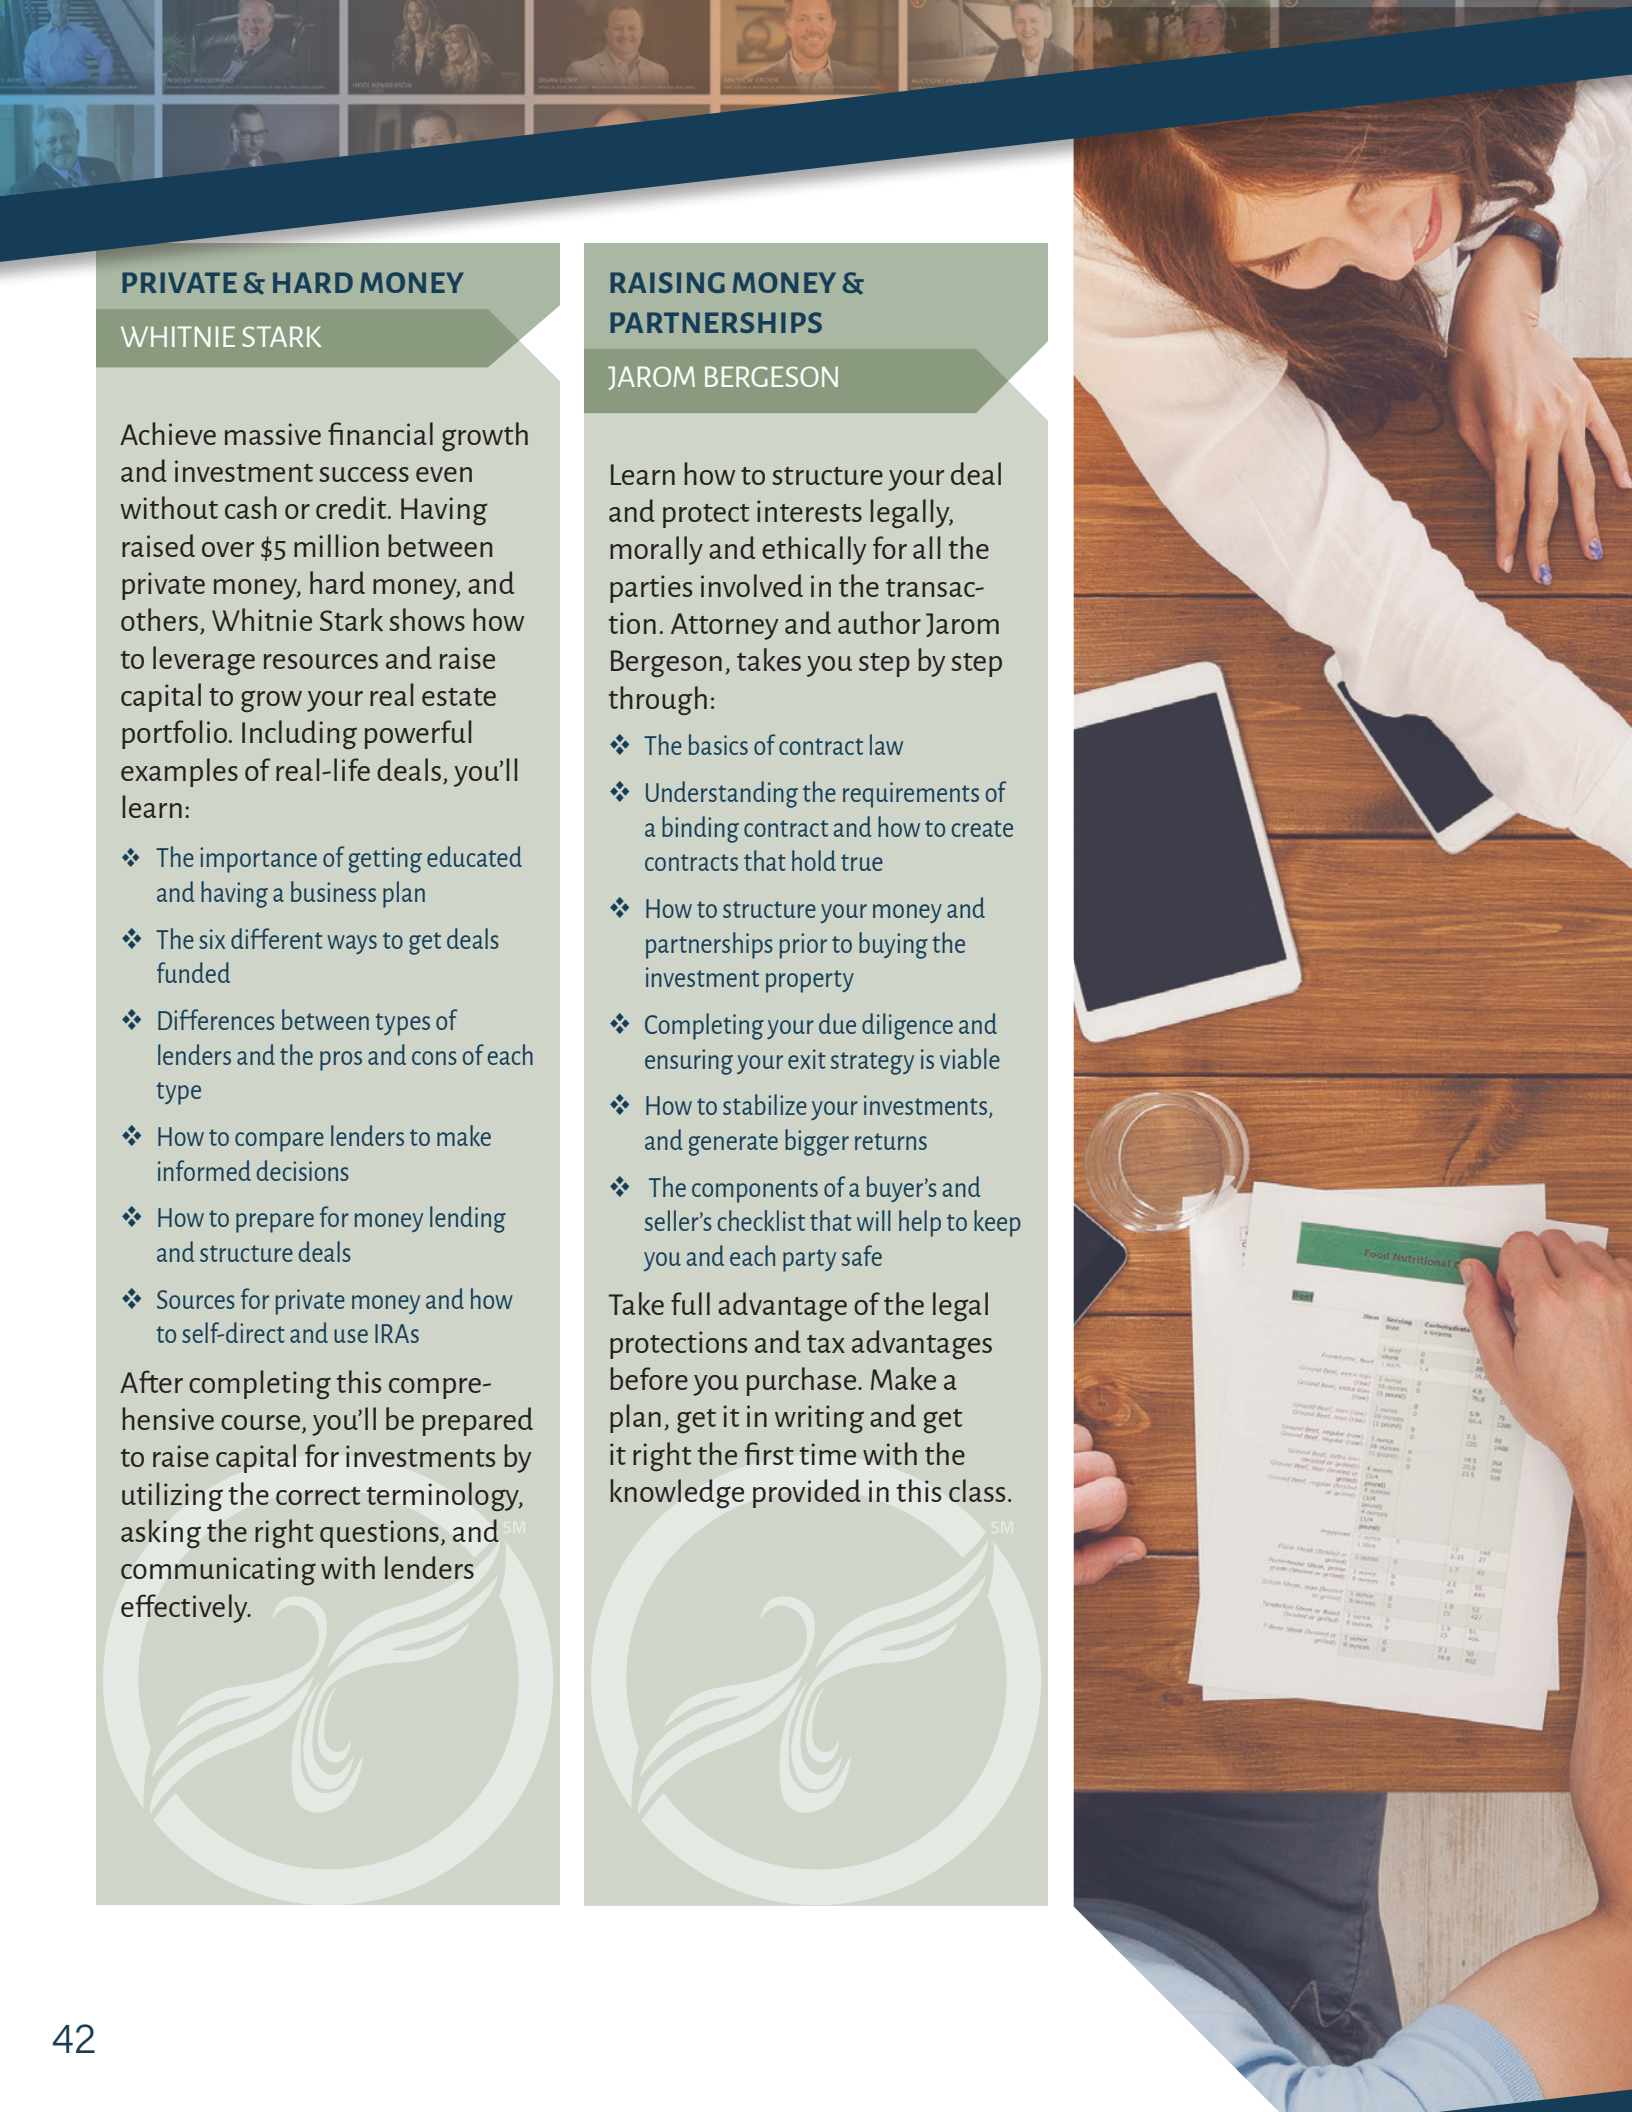 WOODY WOODWARD
HEIDI HENDERSON
BRIAN
MATHEW CROOK
PRIVATE & HARD MONEY
WHITNIE STARK
Achieve massive financial growth
and investment success even
without cash or credit. Having
raised over $5 million between
private money, hard money, and
others, Whitnie Stark shows how
to leverage resources and raise
capital to grow your real estate
portfolio. Including powerful
examples of real-life deals, you’ll
learn:
❖ The importance of getting educated
and having a business plan
❖ The six different ways to get deals
funded
❖ Differences between types of
lenders and the pros and cons of each
type
❖ How to compare lenders to make
informed decisions
❖ How to prepare for money lending
and structure deals
❖ Sources for private money and how
to self-direct and use IRAs
After completing this compre-
hensive course, you’ll be prepared
to raise capital for investments by
utilizing the correct terminology,
asking the right questions, and
communicating with lenders
effectively.
SM
RAISING MONEY &
PARTNERSHIPS
JAROM BERGESON
Learn how to structure your deal
and protect interests legally,
morally and ethically for all the
parties involved in the transac-
tion. Attorney and author Jarom
Bergeson, takes you step by step
through:
❖ The basics of contract law
❖ Understanding the requirements of
a binding contract and how to create
contracts that hold true
❖ How to structure your money and
partnerships prior to buying the
investment property
❖ Completing your due diligence and
ensuring your exit strategy is viable
❖ How to stabilize your investments,
and generate bigger returns
❖ The components of a buyer’s and
seller’s checklist that will help to keep
you and each party safe
Take full advantage of the legal
protections and tax advantages
before you purchase. Make a
plan, get it in writing and get
it right the first time with the
knowledge provided in this class.
SM
Food Nutritional
Beef
Item Serving Size
42